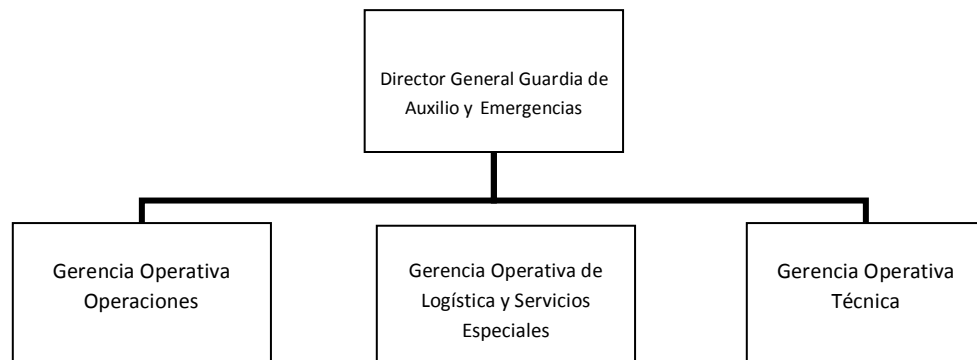 Director General Guardia de
Auxilio y Emergencias
Gerencia Operativa
Operaciones
Gerencia Operativa de
Logística y Servicios
Especiales
Gerencia Operativa
Técnica